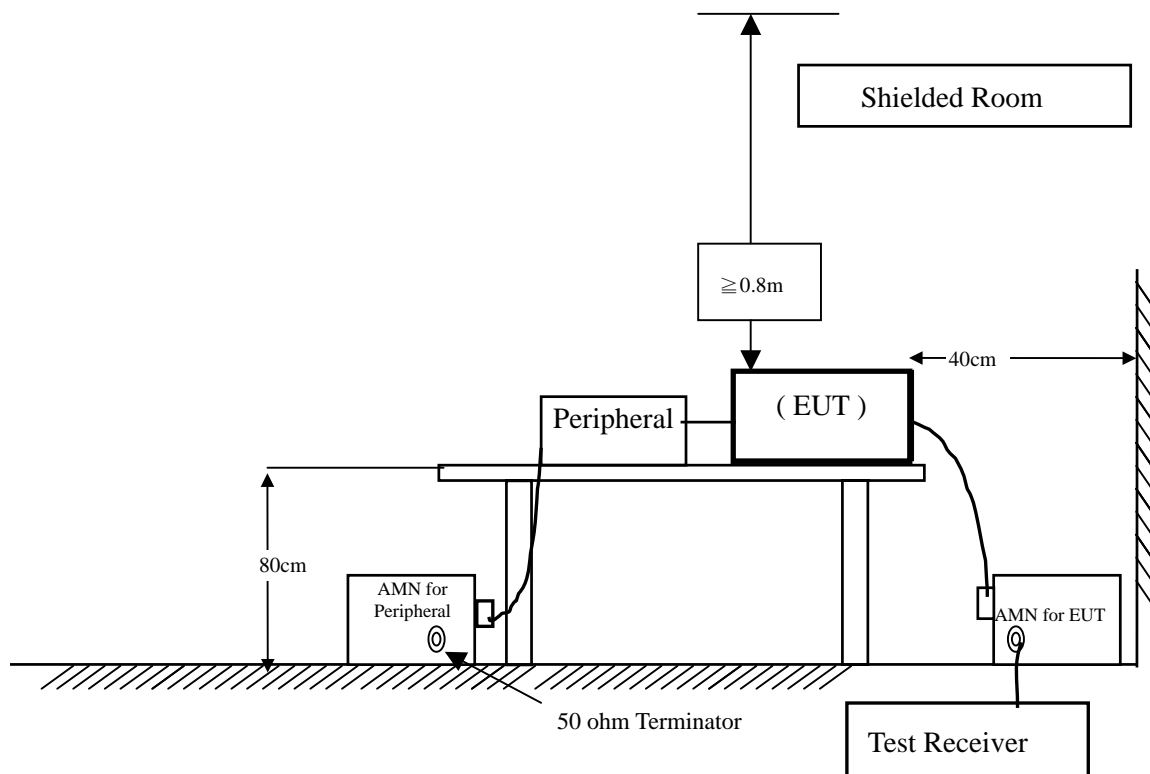 Shielded Room
≧0.8m
40cm
( EUT )
Peripheral
80cm
AMN for
Peripheral
AMN for EUT
50 ohm Terminator
Test Receiver